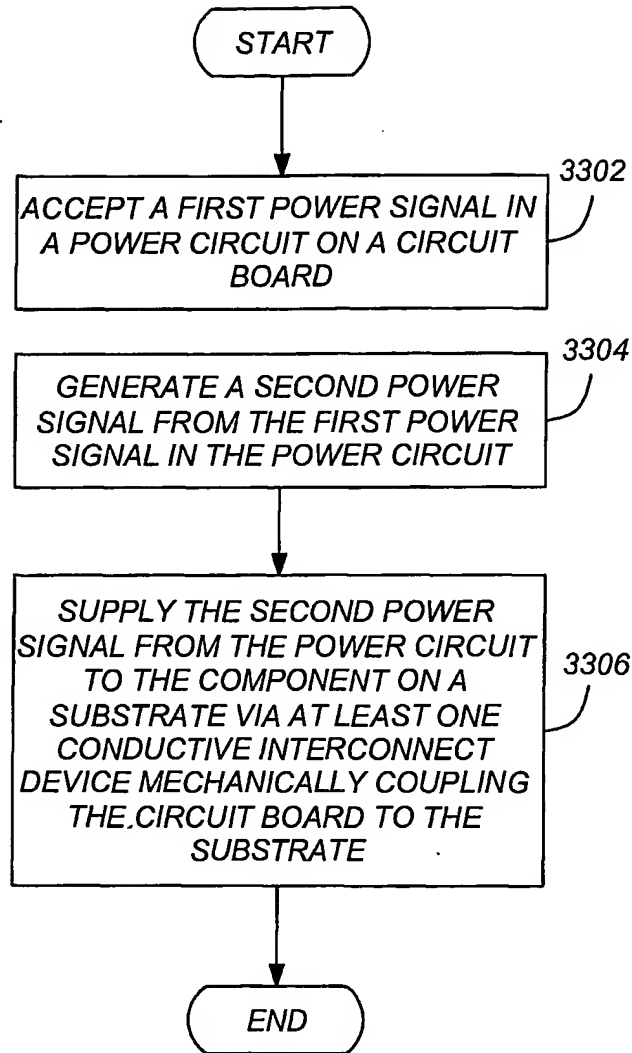 START
3302
ACCEPT A FIRST POWER SIGNAL IN
A POWER CIRCUIT ON A CIRCUIT
BOARD
3304
GENERATE A SECOND POWER
SIGNAL FROM THE FIRST POWER
SIGNAL IN THE POWER CIRCUIT
SUPPLY THE SECOND POWER
SIGNAL FROM THE POWER CIRCUIT
TO THE COMPONENT ON A
SUBSTRATE VIA AT LEAST ONE
CONDUCTIVE INTERCONNECT
DEVICE MECHANICALLY COUPLING
THE CIRCUIT BOARD TO THE
SUBSTRATE
3306
END